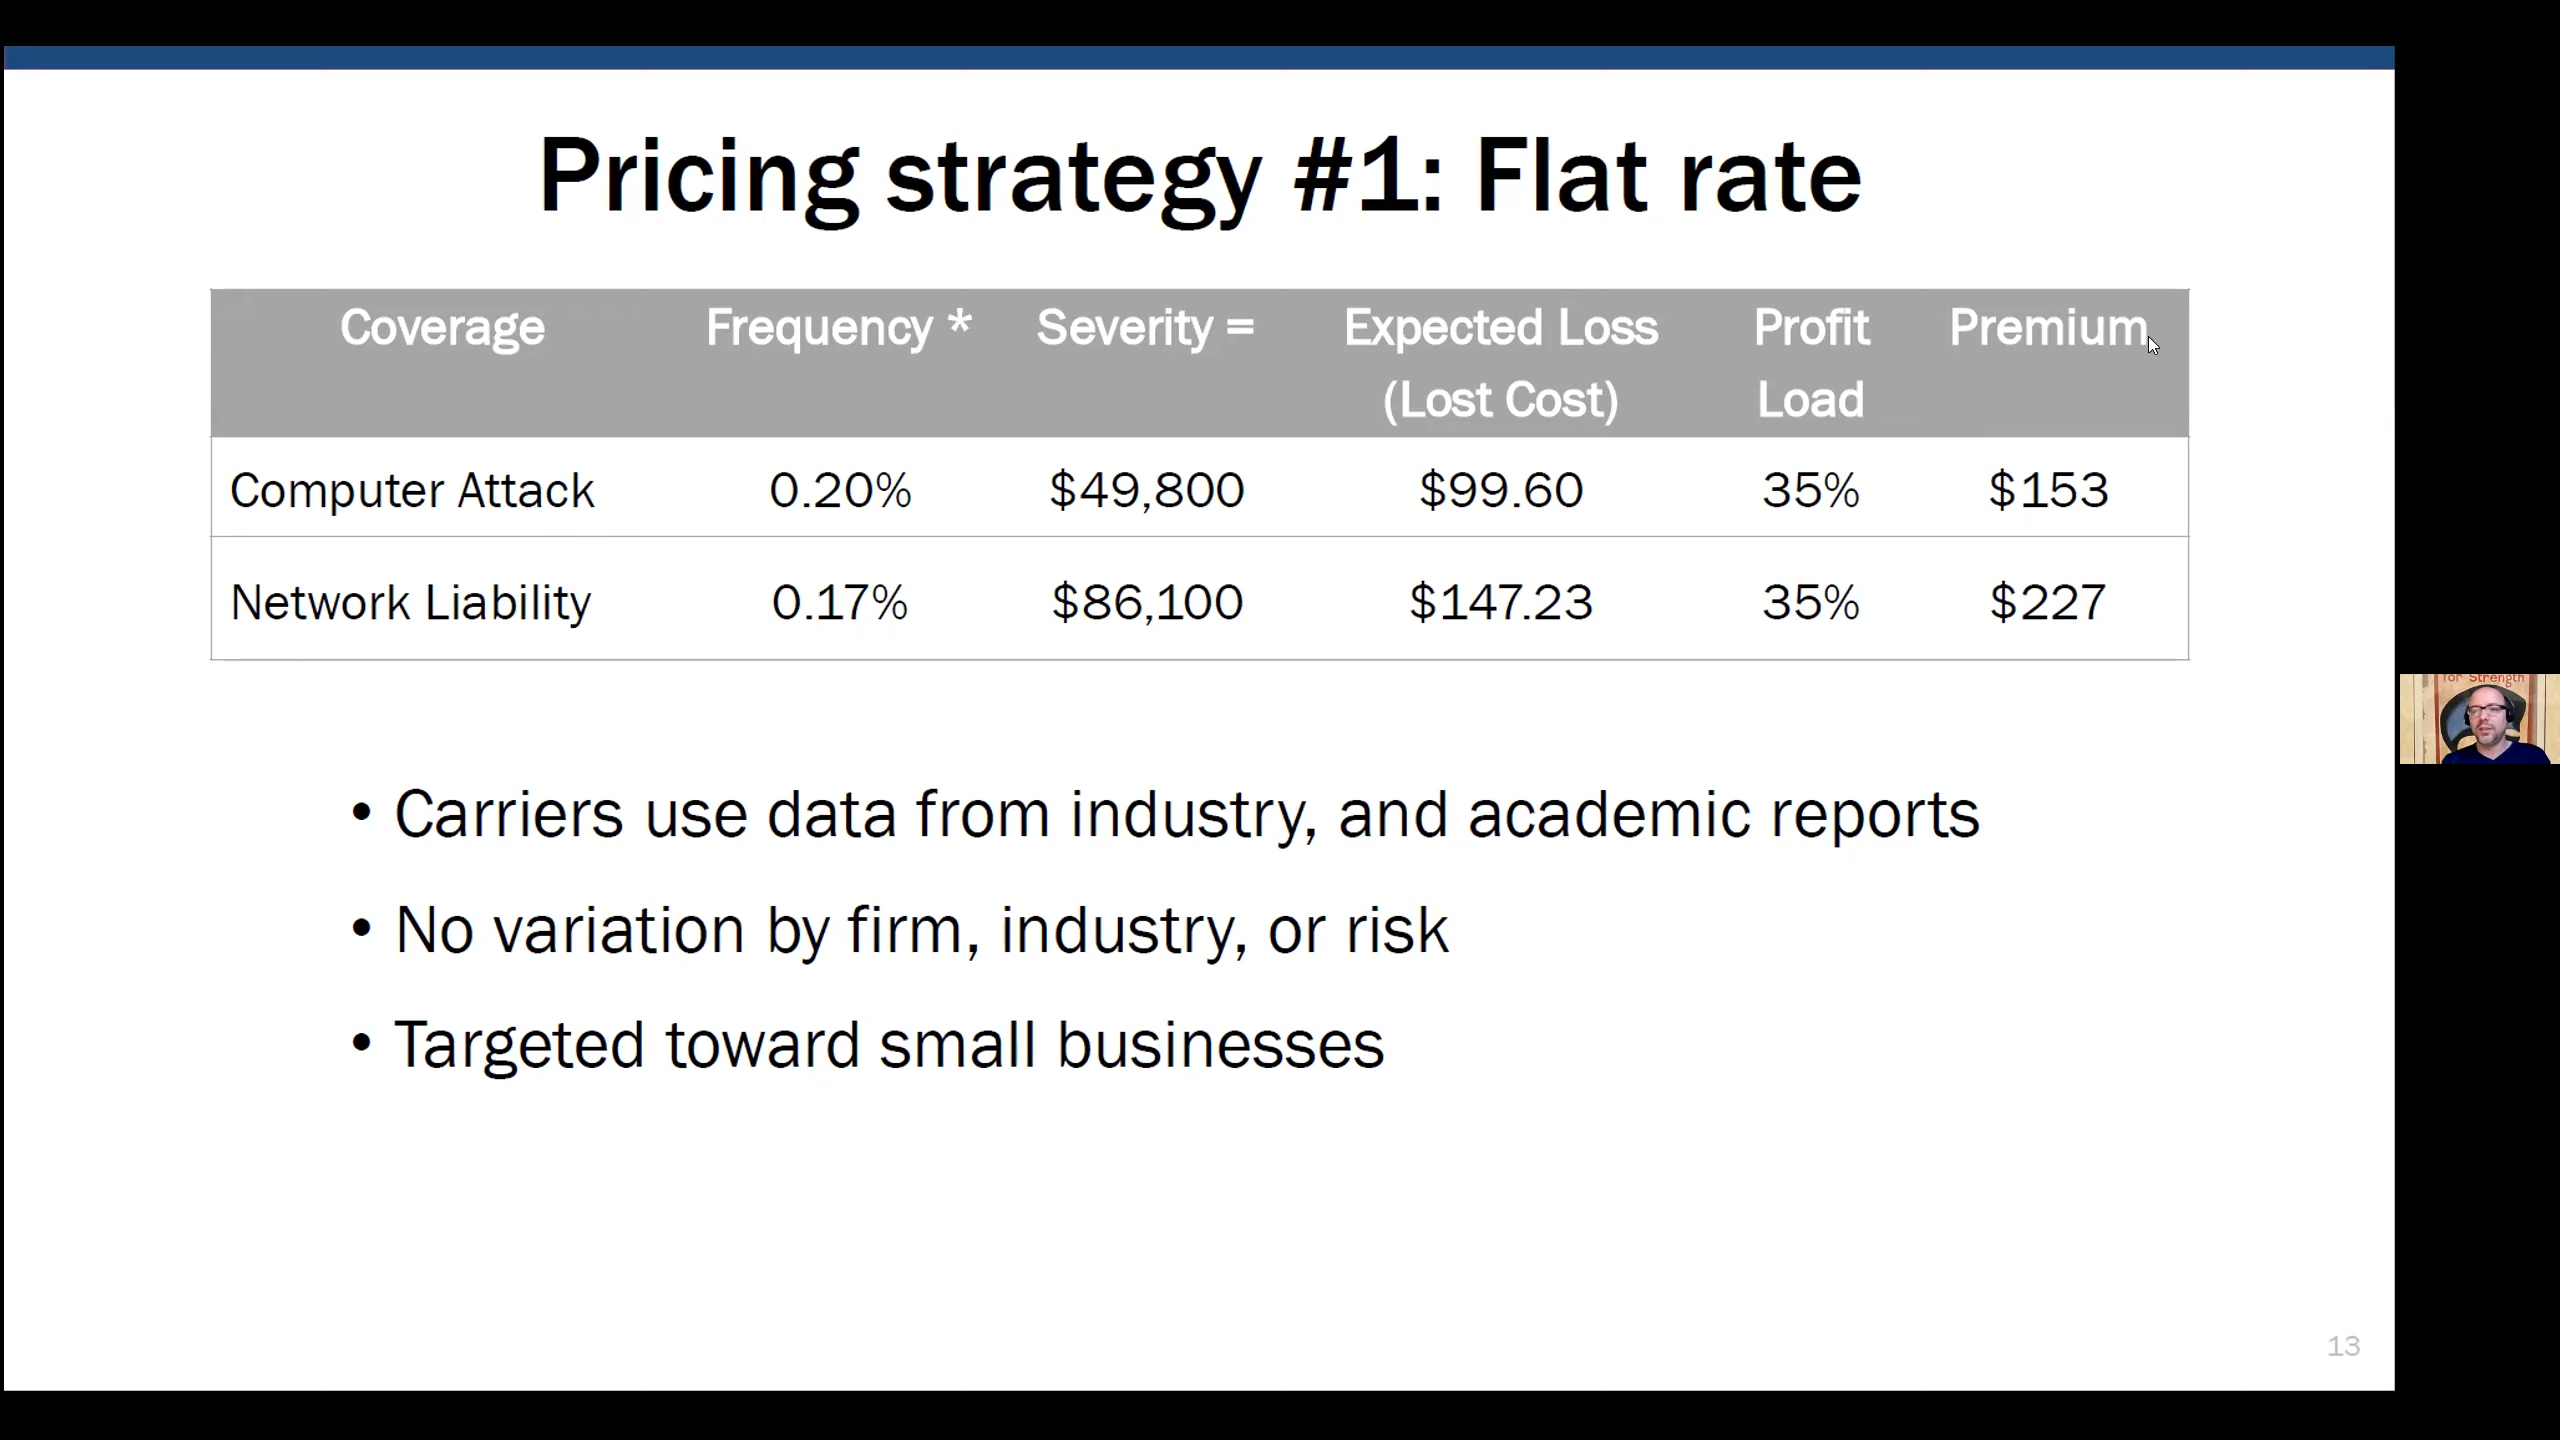 Pricing strategy #1: Flat rate
Coverage Frequency * Severity = Expected Loss (Lost Cost) Profit Load Premium
Computer Attack 0.20% $49,800 $99.60 35% $153
Network Liability 0.17% $86,100 $147.23 35% $227
• Carriers use data from industry, and academic reports
• No variation by firm, industry, or risk
• Targeted toward small businesses
for Strength
13